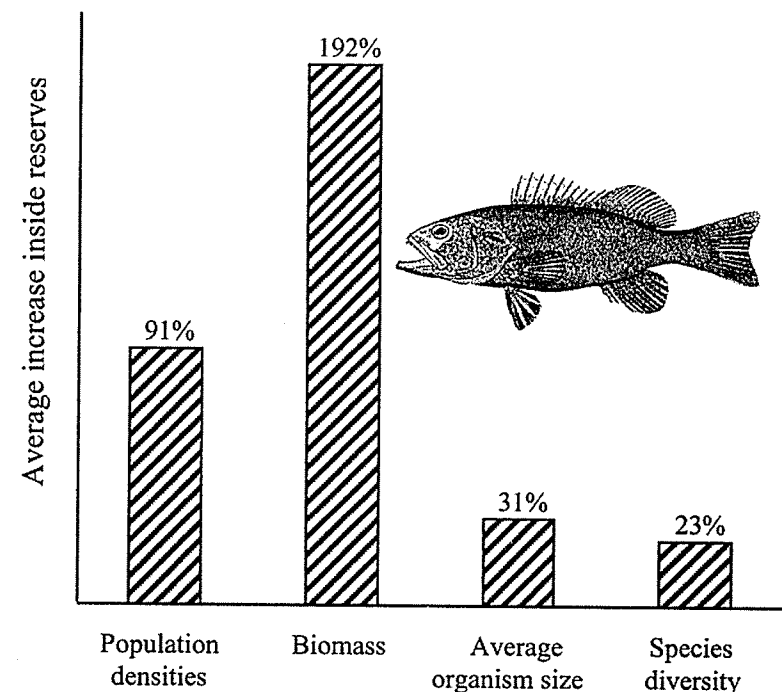 Average increase inside reserves
192%
91%
31%
23%
Population
densities
Biomass
Average
organism size
Species
diversity